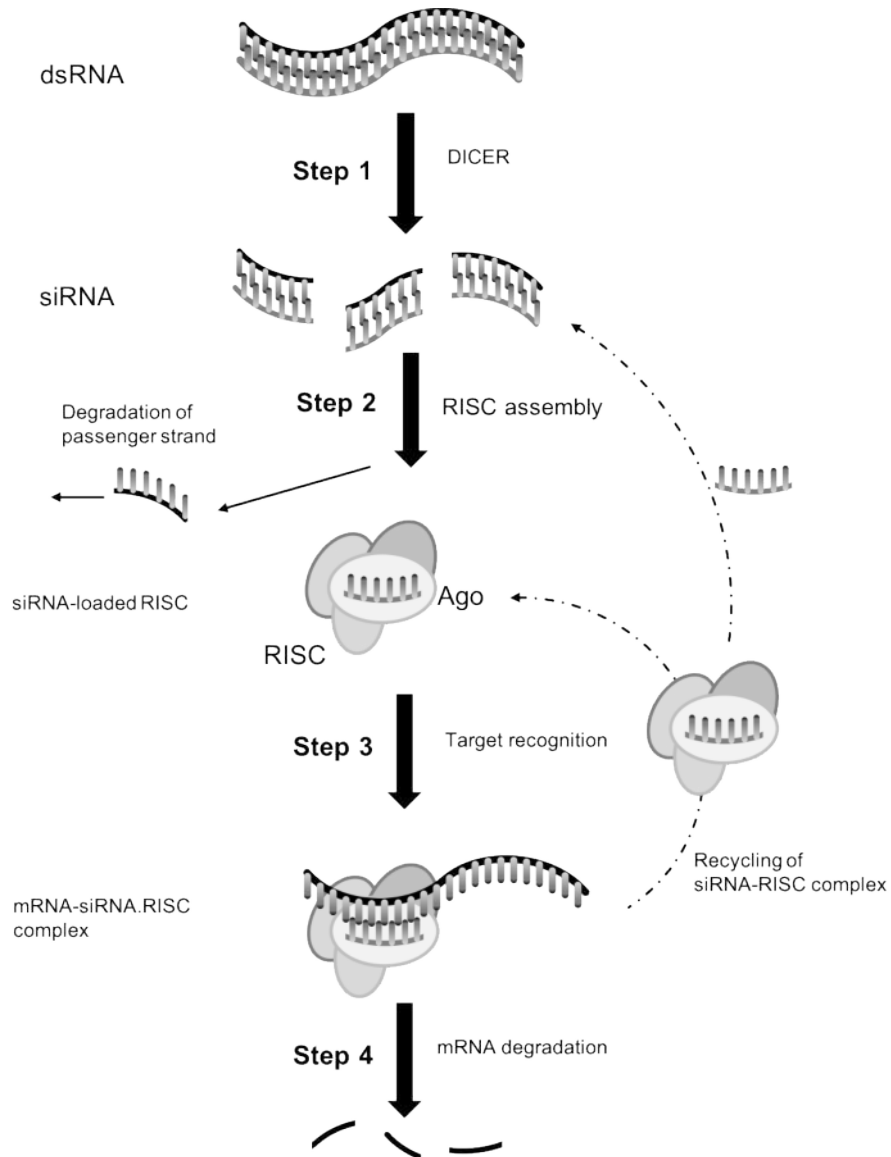 dsRNA
Step 1
DICER
siRNA
Step 2
RISC assembly
Degradation of
passenger strand
siRNA-loaded RISC
Ago
RISC
Step 3
Target recognition
Recycling of
siRNA-RISC complex
mRNA-siRNA.RISC
complex
Step 4
mRNA degradation